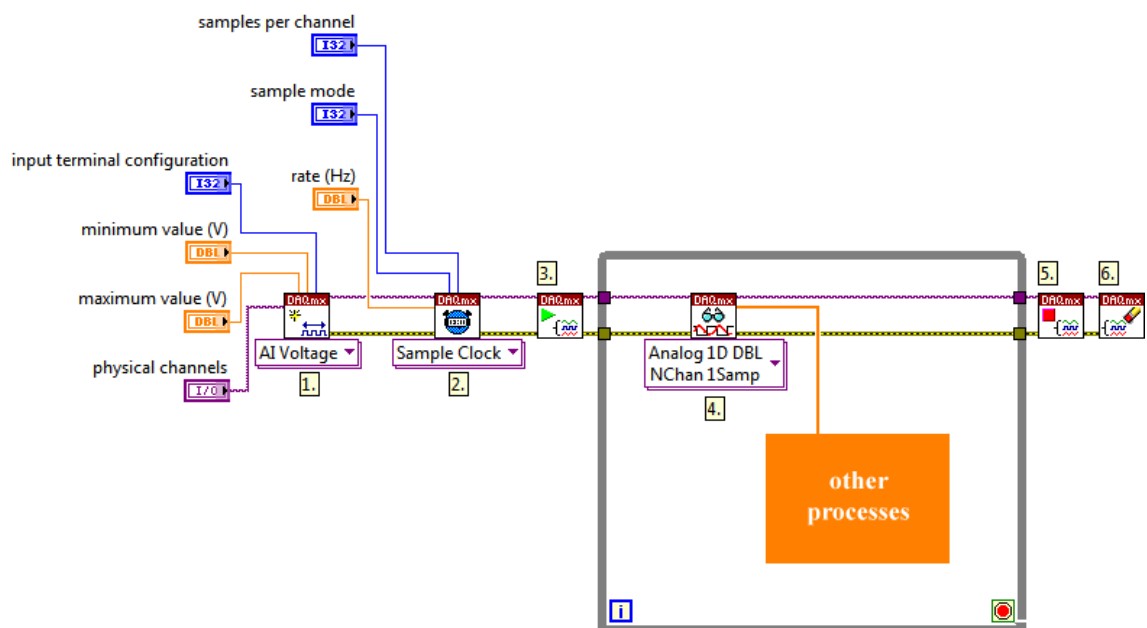 samples per channel
I32
sample mode
I32
input terminal configuration
I32
rate (Hz)
DBL
minimum value (V)
DBL
maximum value (V)
DBL
physical channels
I/O
DAQmx
AI Voltage
1.
DAQmx
Sample Clock
2.
3.
DAQmx
DAQmx
Analog 1D DBL
NChan 1Samp
4.
other
processes
i
5.
DAQmx
6.
DAQmx